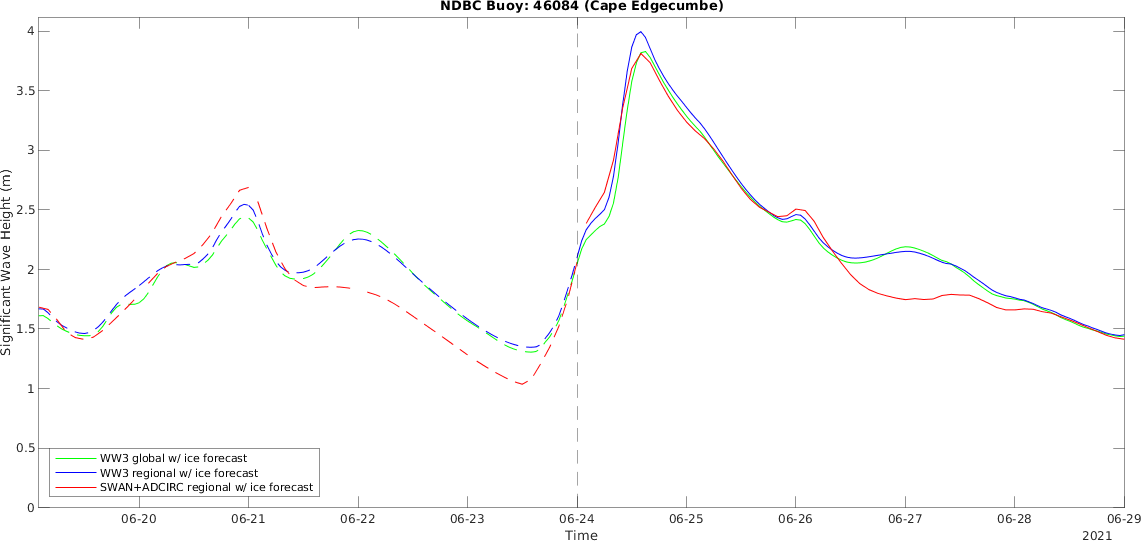 NDBC Buoy: 46084 (Cape Edgecumbe)
Significant Wave Height (m)
4
3.5
3
2.5
2
1.5
1
0.5
0
WW3 global w/ ice forecast
WW3 regional w/ ice forecast
SWAN+ADCIRC regional w/ ice forecast
06-20 06-21 06-22 06-23 06-24 06-25 06-26 06-27 06-28 06-29
Time
2021